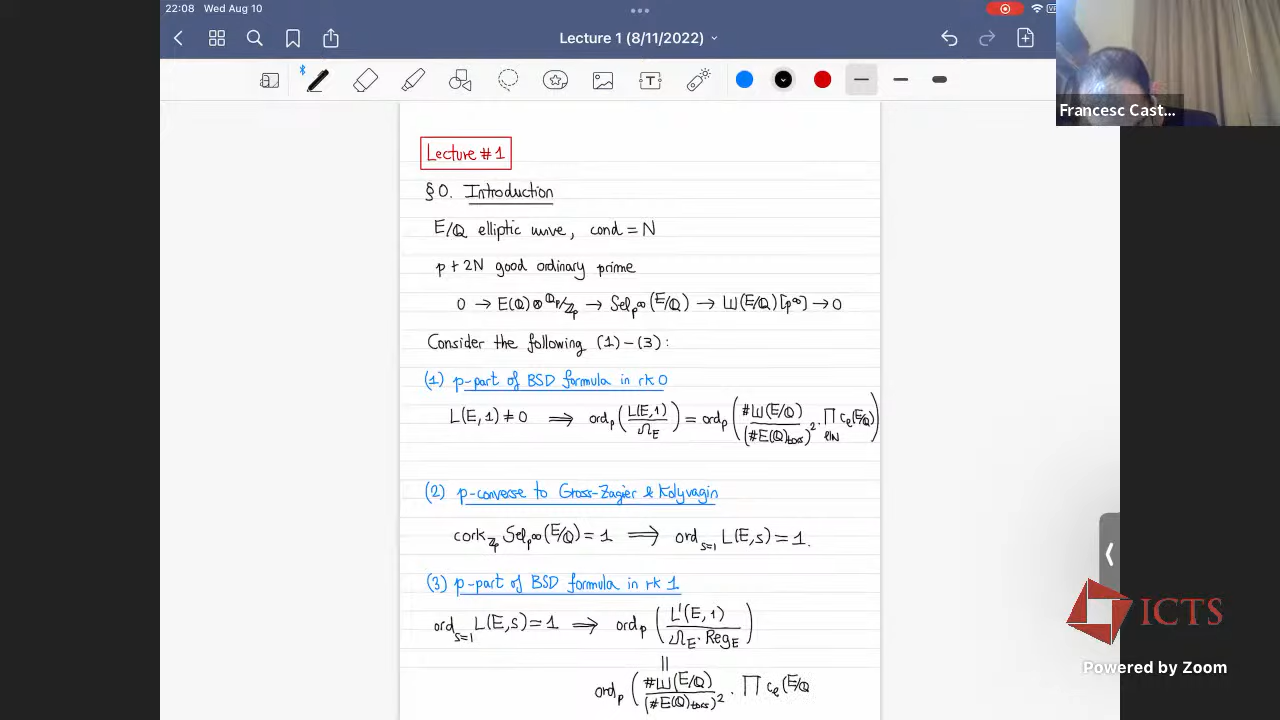 22:08 Wed Aug 10
Lecture 1 (8/11/2022)
Francesc Cast...
Lecture #1
§0. Introduction
E/ℚ elliptic curve, cond = N
p ∤ 2N good ordinary prime
0 → E(ℚ)⊗ℚp/ℤp → Selp∞(E/ℚ) → Ш(E/ℚ)[p∞] → 0
Consider the following (1)-(3):
(1) p-part of BSD formula in rk 0
L(E,1) ≠ 0 ⟹ ordp(L(E,1)/ΩE) = ordp(#Ш(E/ℚ)/(#E(ℚ)tors)² · ∏ℓ|N cℓ(E/ℚ))
(2) p-converse to Gross-Zagier & Kolyvagin
corkℤp Selp∞(E/ℚ) = 1 ⟹ ords=1 L(E,s) = 1.
(3) p-part of BSD formula in rk 1
ords=1 L(E,s) = 1 ⟹ ordp(L'(E,1)/ΩE·RegE)
||
ordp(#Ш(E/ℚ)/(#E(ℚ)tors)² · ∏ cℓ(E/ℚ
ICTS
Powered by Zoom